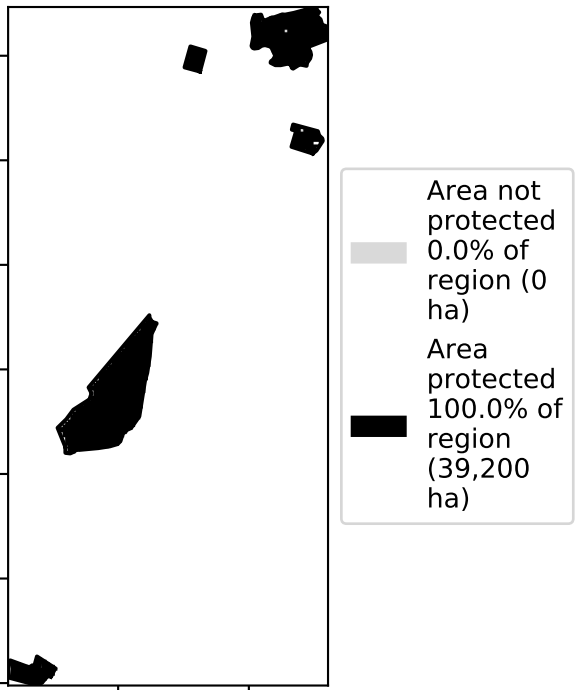 Area not
protected
0.0% of
region (0
ha)
Area
protected
100.0% of
region
(39,200
ha)